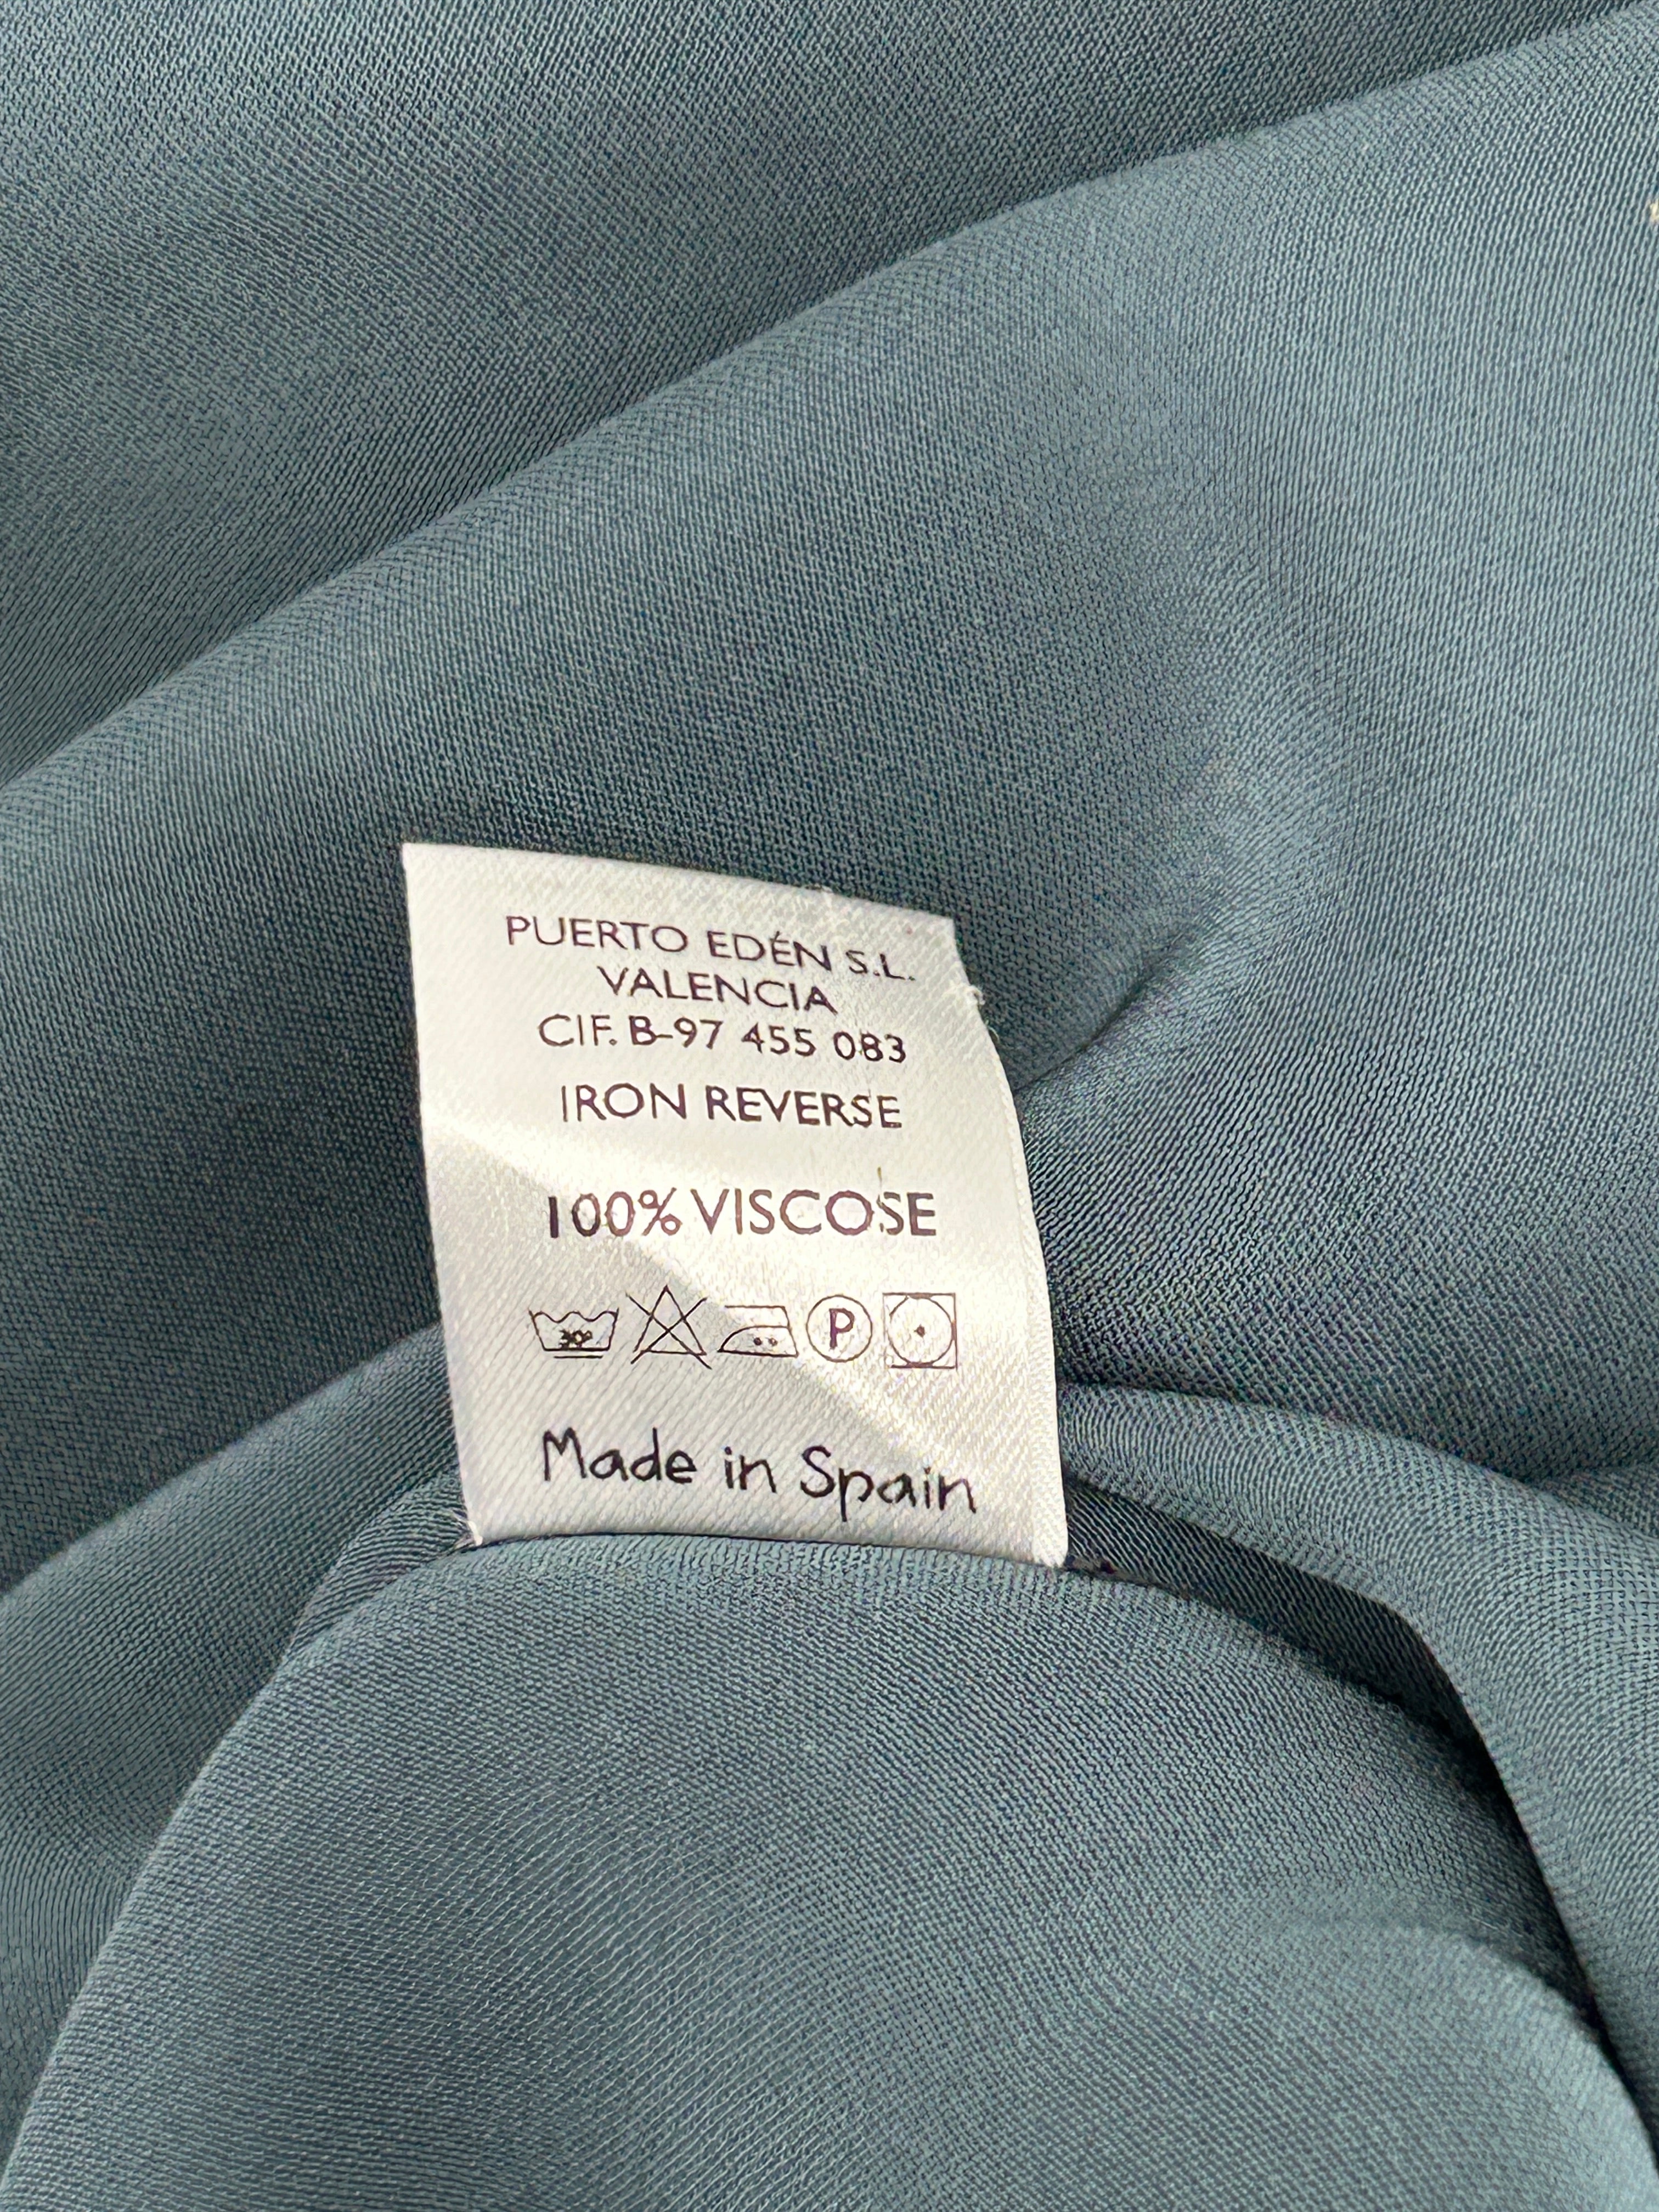 PUERTO EDÉN S.L.
VALENCIA
CIF. B-97 455 083
IRON REVERSE
100% VISCOSE
30° P
Made in Spain